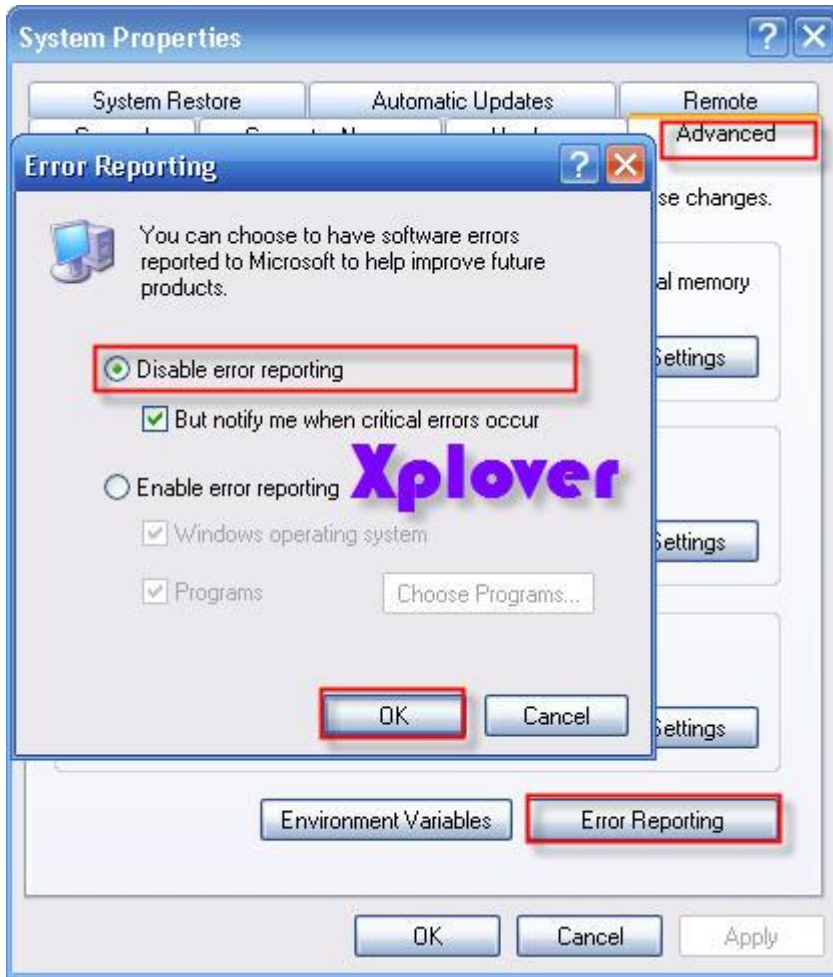 System Properties
System Restore
Automatic Updates
Remote
Advanced
Error Reporting
se changes.
You can choose to have software errors
reported to Microsoft to help improve future
products.
al memory
Settings
Disable error reporting
But notify me when critical errors occur
Xplover
Enable error reporting
Windows operating system
Settings
Programs
Choose Programs...
OK
Cancel
Settings
Environment Variables
Error Reporting
OK
Cancel
Apply